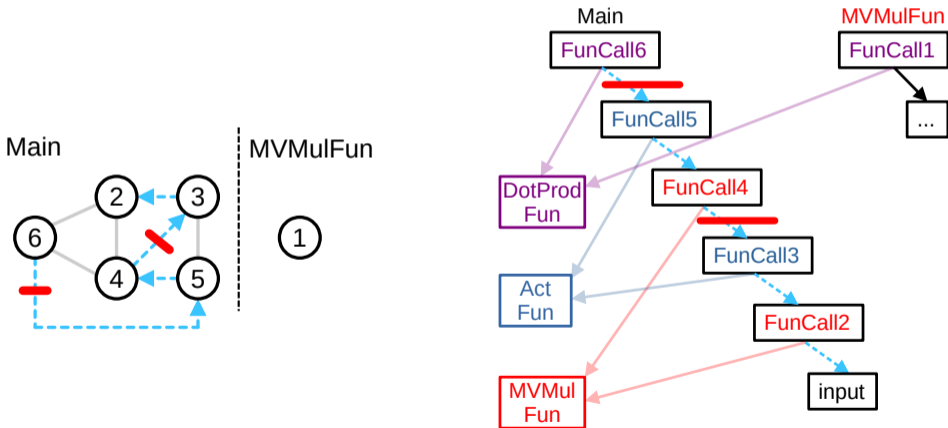 Main
MVMulFun
2
3
6
1
4
5
Main
MVMulFun
FunCall6
FunCall1
FunCall5
...
DotProd
Fun
FunCall4
FunCall3
Act
Fun
FunCall2
MVMul
Fun
input